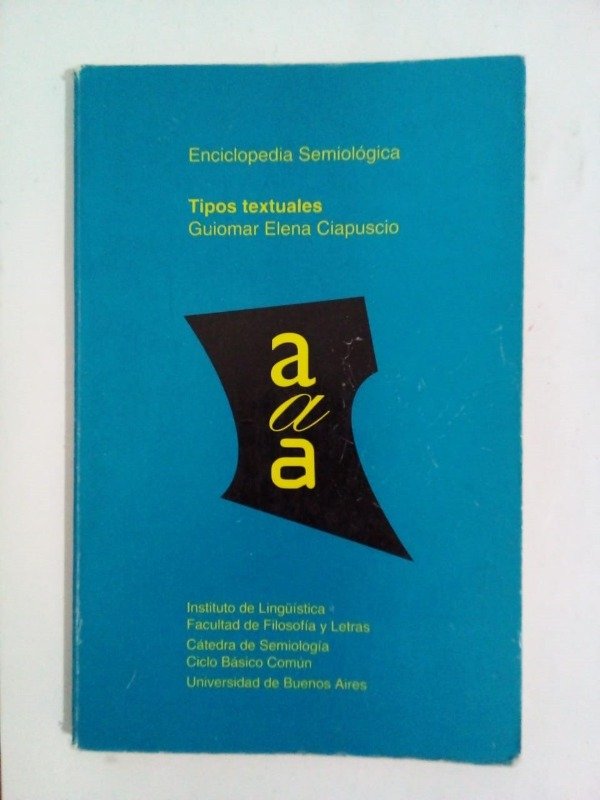 Enciclopedia Semiológica
Tipos textuales
Guiomar Elena Ciapuscio
a
a
a
Instituto de Lingüística
Facultad de Filosofía y Letras
Cátedra de Semiología
Ciclo Básico Común
Universidad de Buenos Aires